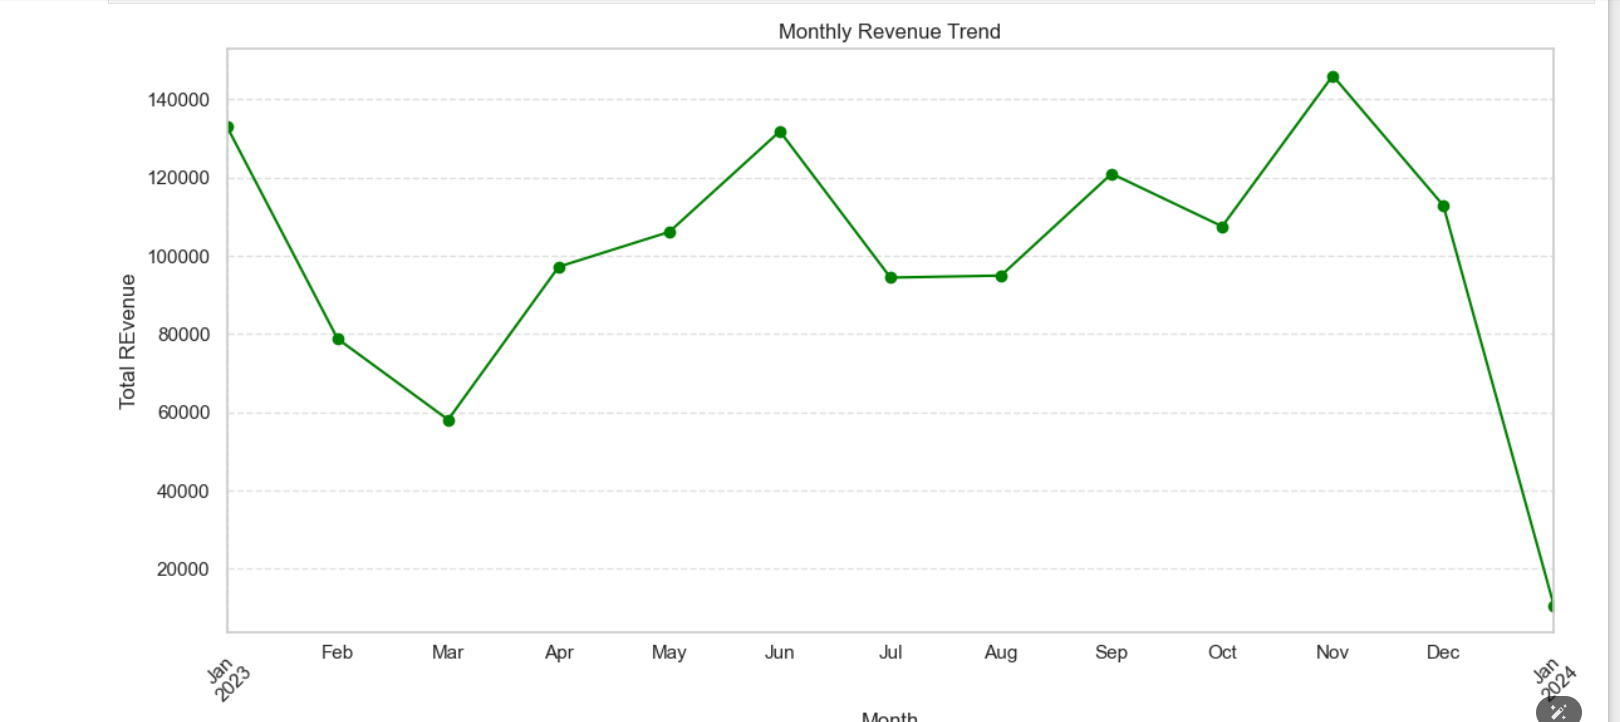 Monthly Revenue Trend
140000
120000
100000
80000
60000
40000
20000
Total REvenue
Jan
2023
Feb
Mar
Apr
May
Jun
Jul
Aug
Sep
Oct
Nov
Dec
Jan
2024
Month